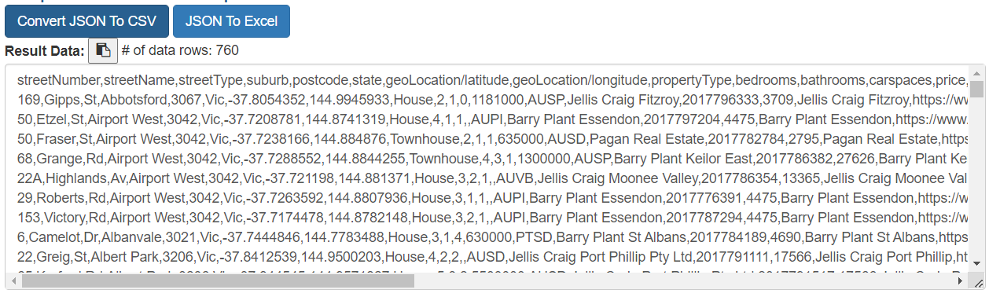 Convert JSON To CSV JSON To Excel
Result Data: # of data rows: 760
streetNumber,streetName,streetType,suburb,postcode,state,geoLocation/latitude,geoLocation/longitude,propertyType,bedrooms,bathrooms,carspaces,price,
169,Gipps,St,Abbotsford,3067,Vic,-37.8054352,144.9945933,House,2,1,0,1181000,AUSP,Jellis Craig Fitzroy,2017796333,3709,Jellis Craig Fitzroy,https://ww
50,Etzel,St,Airport West,3042,Vic,-37.7208781,144.8741319,House,4,1,1,,AUPI,Barry Plant Essendon,2017797204,4475,Barry Plant Essendon,https://www.
50,Fraser,St,Airport West,3042,Vic,-37.7238166,144.884876,Townhouse,2,1,1,635000,AUSD,Pagan Real Estate,2017782784,2795,Pagan Real Estate,https
68,Grange,Rd,Airport West,3042,Vic,-37.7288552,144.8844255,Townhouse,4,3,1,1300000,AUSP,Barry Plant Keilor East,2017786382,27626,Barry Plant Ke
22A,Highlands,Av,Airport West,3042,Vic,-37.721198,144.881371,House,3,2,1,,AUVB,Jellis Craig Moonee Valley,2017786354,13365,Jellis Craig Moonee Val
29,Roberts,Rd,Airport West,3042,Vic,-37.7263592,144.8807936,House,3,1,1,,AUPI,Barry Plant Essendon,2017776391,4475,Barry Plant Essendon,https://w
153,Victory,Rd,Airport West,3042,Vic,-37.7174478,144.8782148,House,3,2,1,,AUPI,Barry Plant Essendon,2017787294,4475,Barry Plant Essendon,https://w
6,Camelot,Dr,Albanvale,3021,Vic,-37.7444846,144.7783488,House,3,1,4,630000,PTSD,Barry Plant St Albans,2017784189,4690,Barry Plant St Albans,https
22,Greig,St,Albert Park,3206,Vic,-37.8412539,144.9500203,House,4,2,2,,AUSD,Jellis Craig Port Phillip Pty Ltd,2017791111,17566,Jellis Craig Port Phillip,ht